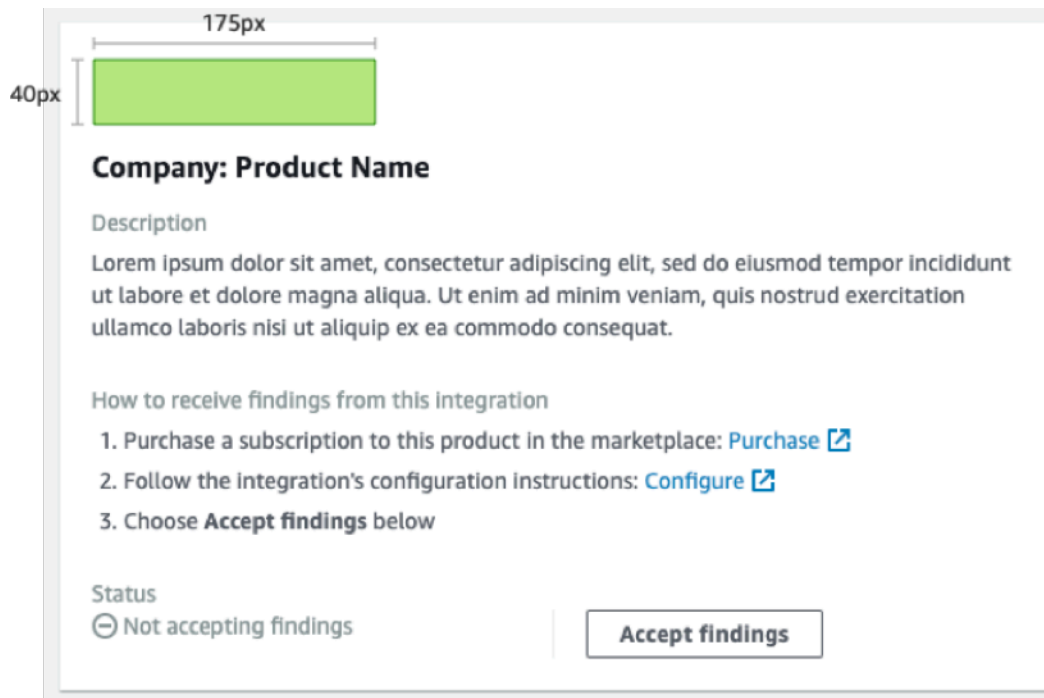 175px
40px
Company: Product Name
Description
Lorem ipsum dolor sit amet, consectetur adipiscing elit, sed do eiusmod tempor incididunt
ut labore et dolore magna aliqua. Ut enim ad minim veniam, quis nostrud exercitation
ullamco laboris nisi ut aliquip ex ea commodo consequat.
How to receive findings from this integration
1. Purchase a subscription to this product in the marketplace: Purchase
2. Follow the integration's configuration instructions: Configure
3. Choose Accept findings below
Status
Not accepting findings
Accept findings